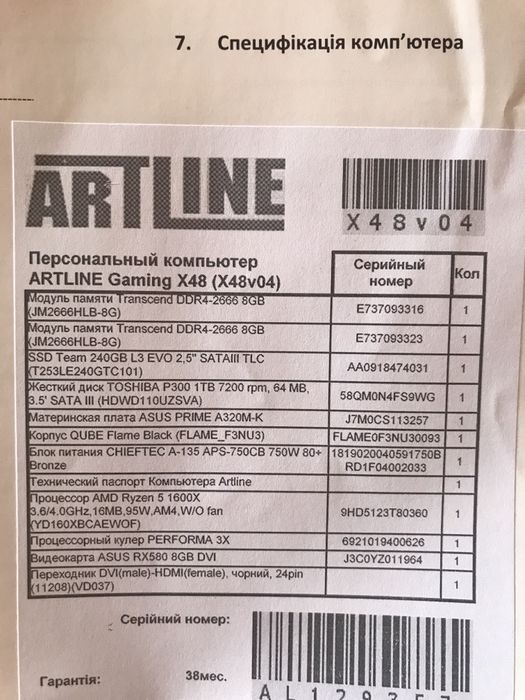 7. Специфікація комп'ютера
ARTLINE
X48v04
Персональный компьютер
ARTLINE Gaming X48 (X48v04)
Серийный
номер
Кол
Модуль памяти Transcend DDR4-2666 8GB
(JM2666HLB-8G)
E737093316
1
Модуль памяти Transcend DDR4-2666 8GB
(JM2666HLB-8G)
E737093323
1
SSD Team 240GB L3 EVO 2,5" SATAIII TLC
(T253LE240GTC101)
AA0918474031
1
Жесткий диск TOSHIBA P300 1TB 7200 rpm, 64 MB,
3.5' SATA III (HDWD110UZSVA)
58QM0N4FS9WG
1
Материнская плата ASUS PRIME A320M-K
J7M0CS113257
1
Корпус QUBE Flame Black (FLAME_F3NU3)
FLAME0F3NU30093
1
Блок питания CHIEFTEC A-135 APS-750CB 750W 80+
Bronze
1819020040591750B
RD1F04002033
1
Технический паспорт Компьютера Artline
1
Процессор AMD Ryzen 5 1600X
3.6/4.0GHz,16MB,95W,AM4,W/O fan
(YD160XBCAEWOF)
9HD5123T80360
1
Процессорный кулер PERFORMA 3X
6921019400626
1
Видеокарта ASUS RX580 8GB DVI
J3C0YZ011964
1
Переходник DVI(male)-HDMI(female), чорний, 24pin
(11208)(VD037)
1
Серійний номер:
Гарантія:
38мес.